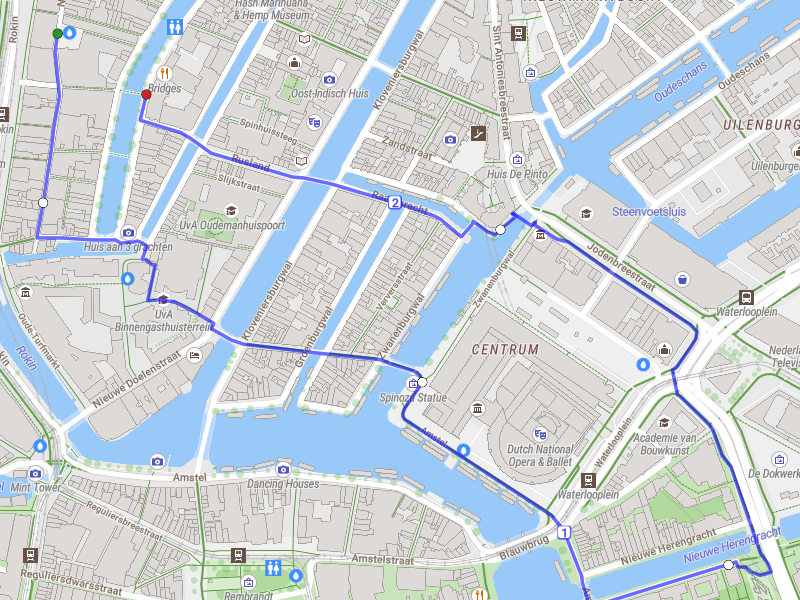 Rokin
Hash Marihuana
& Hemp Museum
Bridges
Oost-Indisch Huis
Kloveniersburgwal
Sint Antoniesbreestraat
Oudeschans
Oudeschans
UILENBURG
Uilenburger
Spinhuissteeg
Zandstraat
Huis De Pinto
Rusland
Slijkstraat
Raamgracht
2
UvA Oudemanhuispoort
Steenvoetsluis
Huis aan 3 grachten
Jodenbreestraat
Verversstraat
Zwanenburgwal
Waterlooplein
UvA
Binnengasthuisterrein
Kloveniersburgwal
Groenburgwal
Zwanenburgwal
CENTRUM
Oude Turfmarkt
Rokin
Nieuwe Doelenstraat
Spinoza Statue
Amstel
Dutch National
Opera & Ballet
Waterlooplein
Academie van
Bouwkunst
De Dokwerker
Waterlooplein
Mint Tower
Amstel
Dancing Houses
Reguliersbreestraat
Amstelstraat
Blauwbrug
1
Nieuwe Herengracht
Nieuwe Herengracht
Reguliersdwarsstraat
Rembrandt